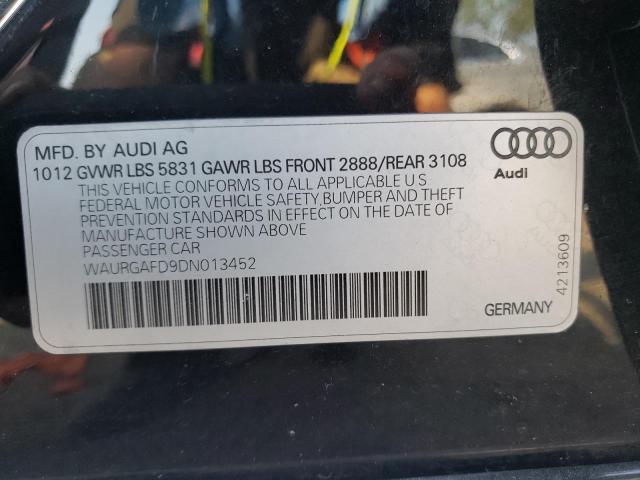 MFD. BY AUDI AG
1012 GVWR LBS 5831 GAWR LBS FRONT 2888/REAR 3108
THIS VEHICLE CONFORMS TO ALL APPLICABLE U S
FEDERAL MOTOR VEHICLE SAFETY,BUMPER AND THEFT
PREVENTION STANDARDS IN EFFECT ON THE DATE OF
MANUFACTURE SHOWN ABOVE
PASSENGER CAR
WAURGAFD9DN013452
Audi
GERMANY
4213609